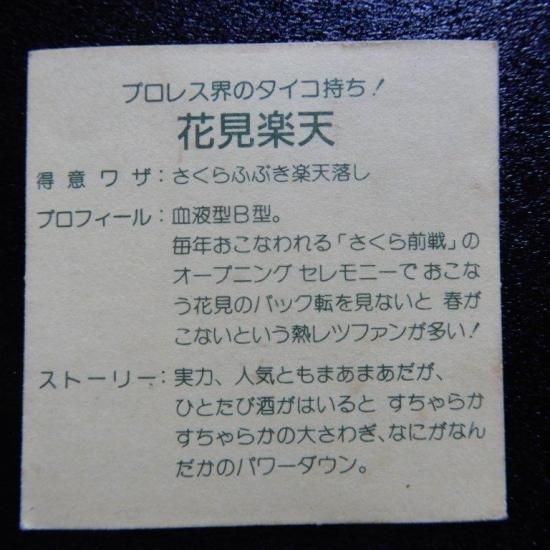 プロレス界のタイコ持ち!
花見楽天
得意ワザ:さくらふぶき楽天落し
プロフィール:血液型B型。
毎年おこなわれる「さくら前戦」の
オープニング セレモニーで おこな
う花見のバック転を見ないと 春が
こないという熱レツファンが多い!
ストーリー:実力、人気ともまあまあだが、
ひとたび酒がはいると すちゃらか
すちゃらかの大さわぎ、なにがなん
だかのパワーダウン。